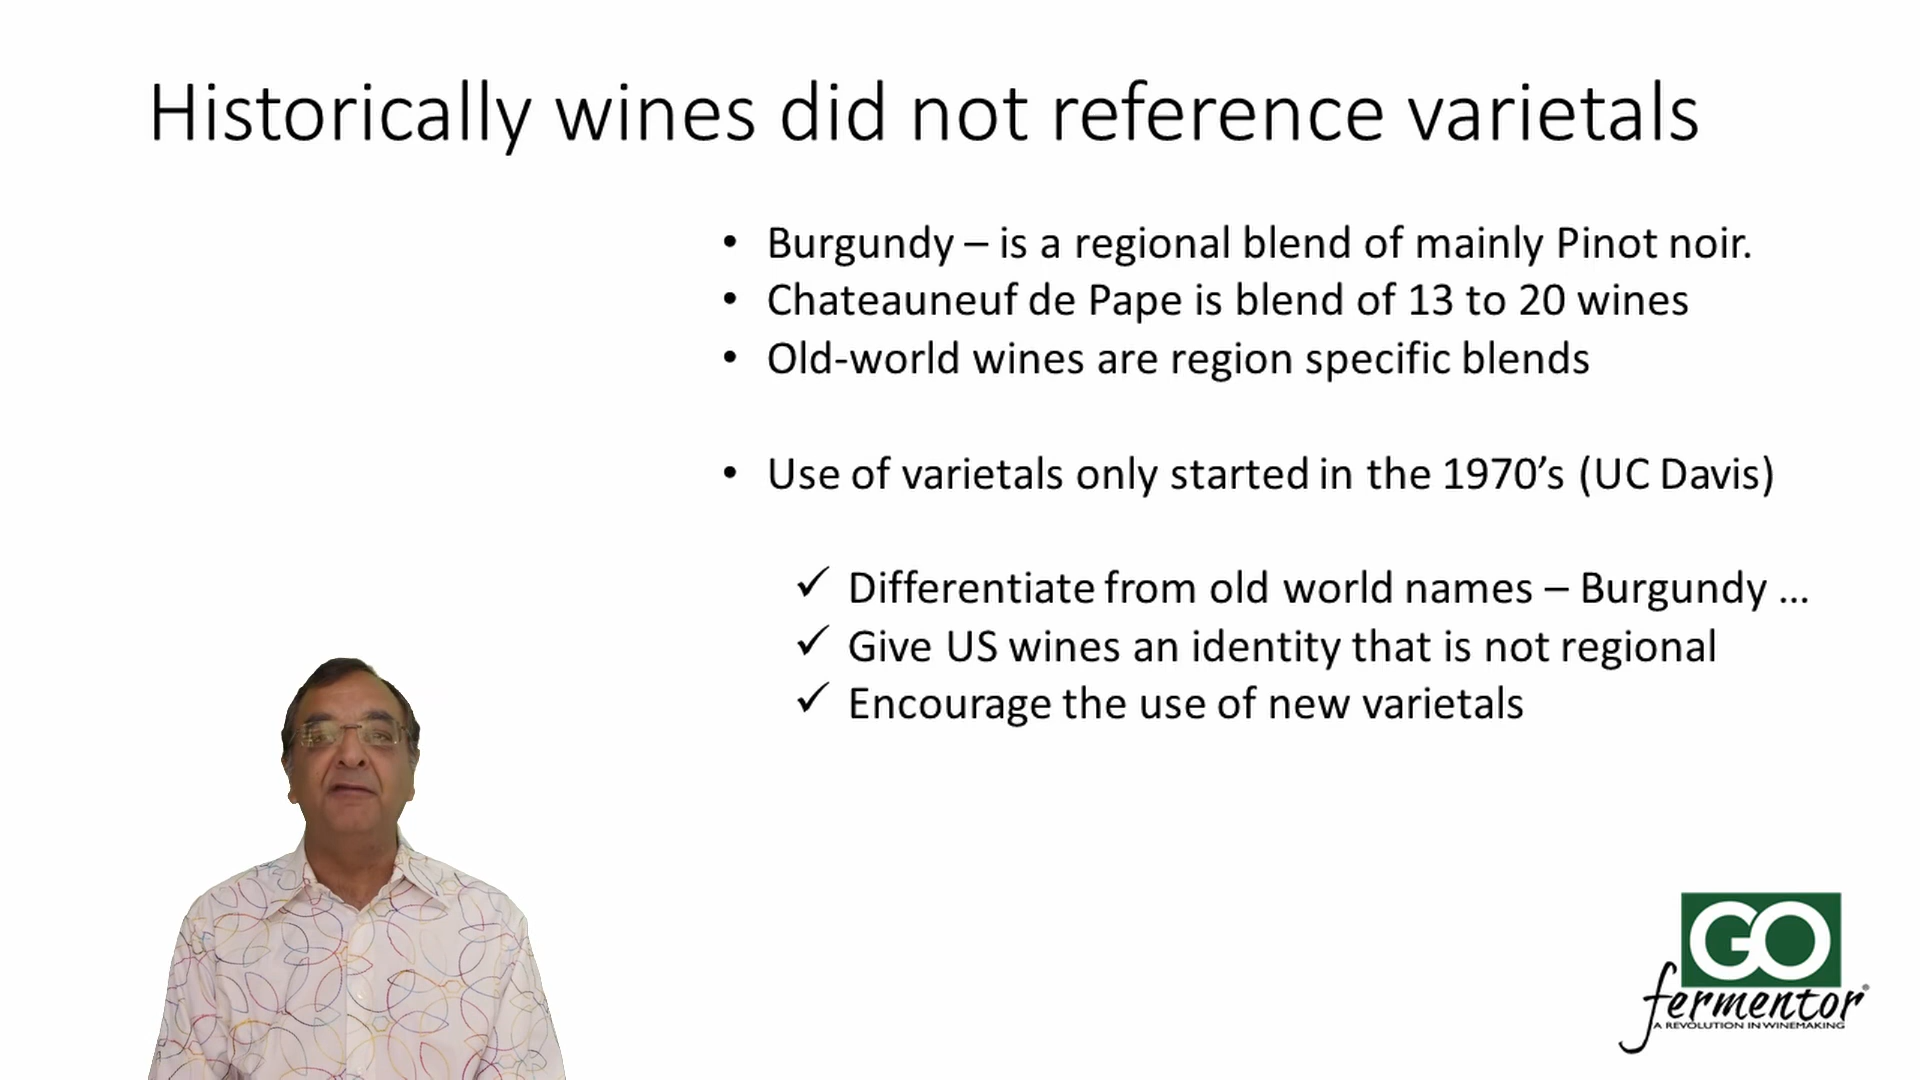 Historically wines did not reference varietals
• Burgundy – is a regional blend of mainly Pinot noir.
• Chateauneuf de Pape is blend of 13 to 20 wines
• Old-world wines are region specific blends
• Use of varietals only started in the 1970’s (UC Davis)
✓ Differentiate from old world names – Burgundy ...
✓ Give US wines an identity that is not regional
✓ Encourage the use of new varietals
GO
fermentor®
A REVOLUTION IN WINEMAKING